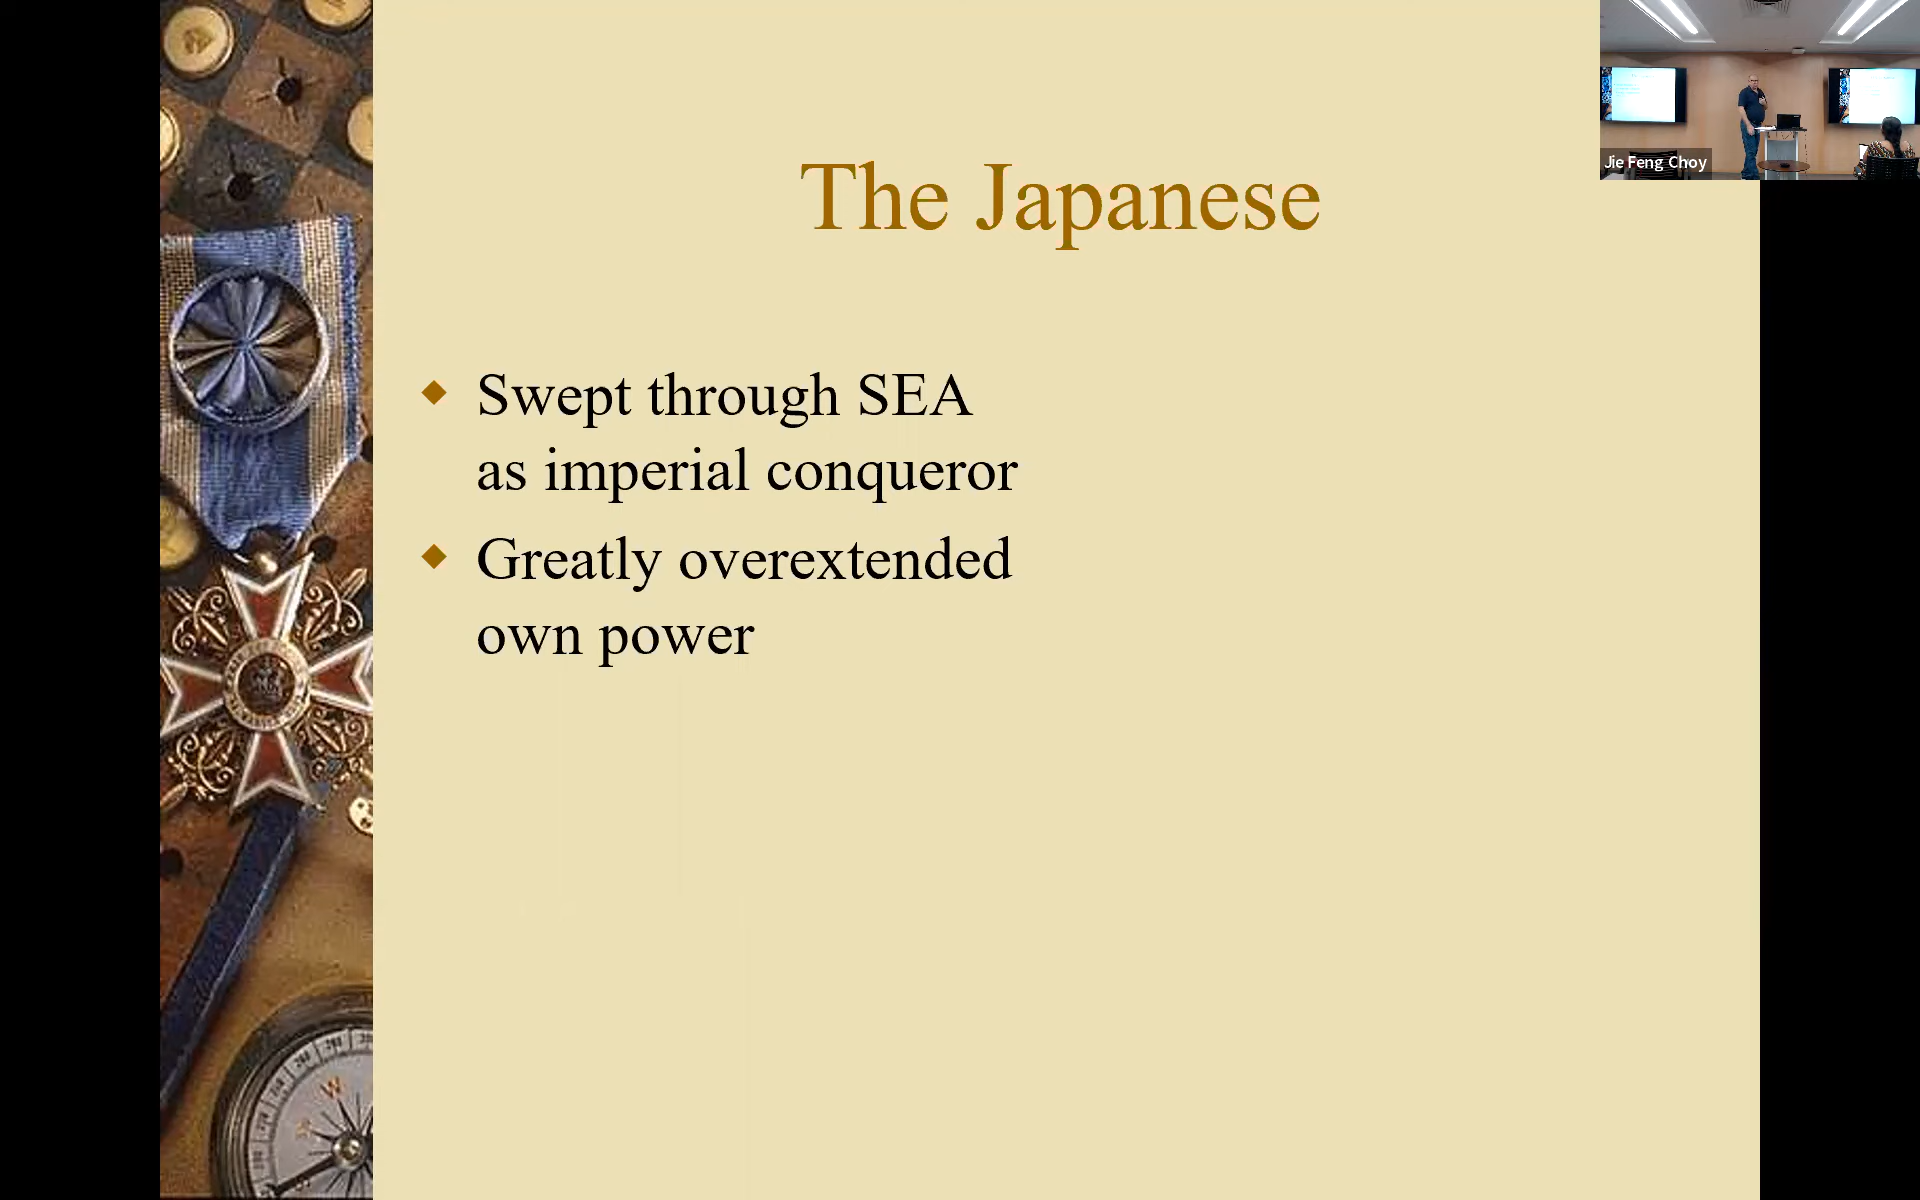 The Japanese
Swept through SEA
as imperial conqueror
Greatly overextended
own power
Jie Feng Choy